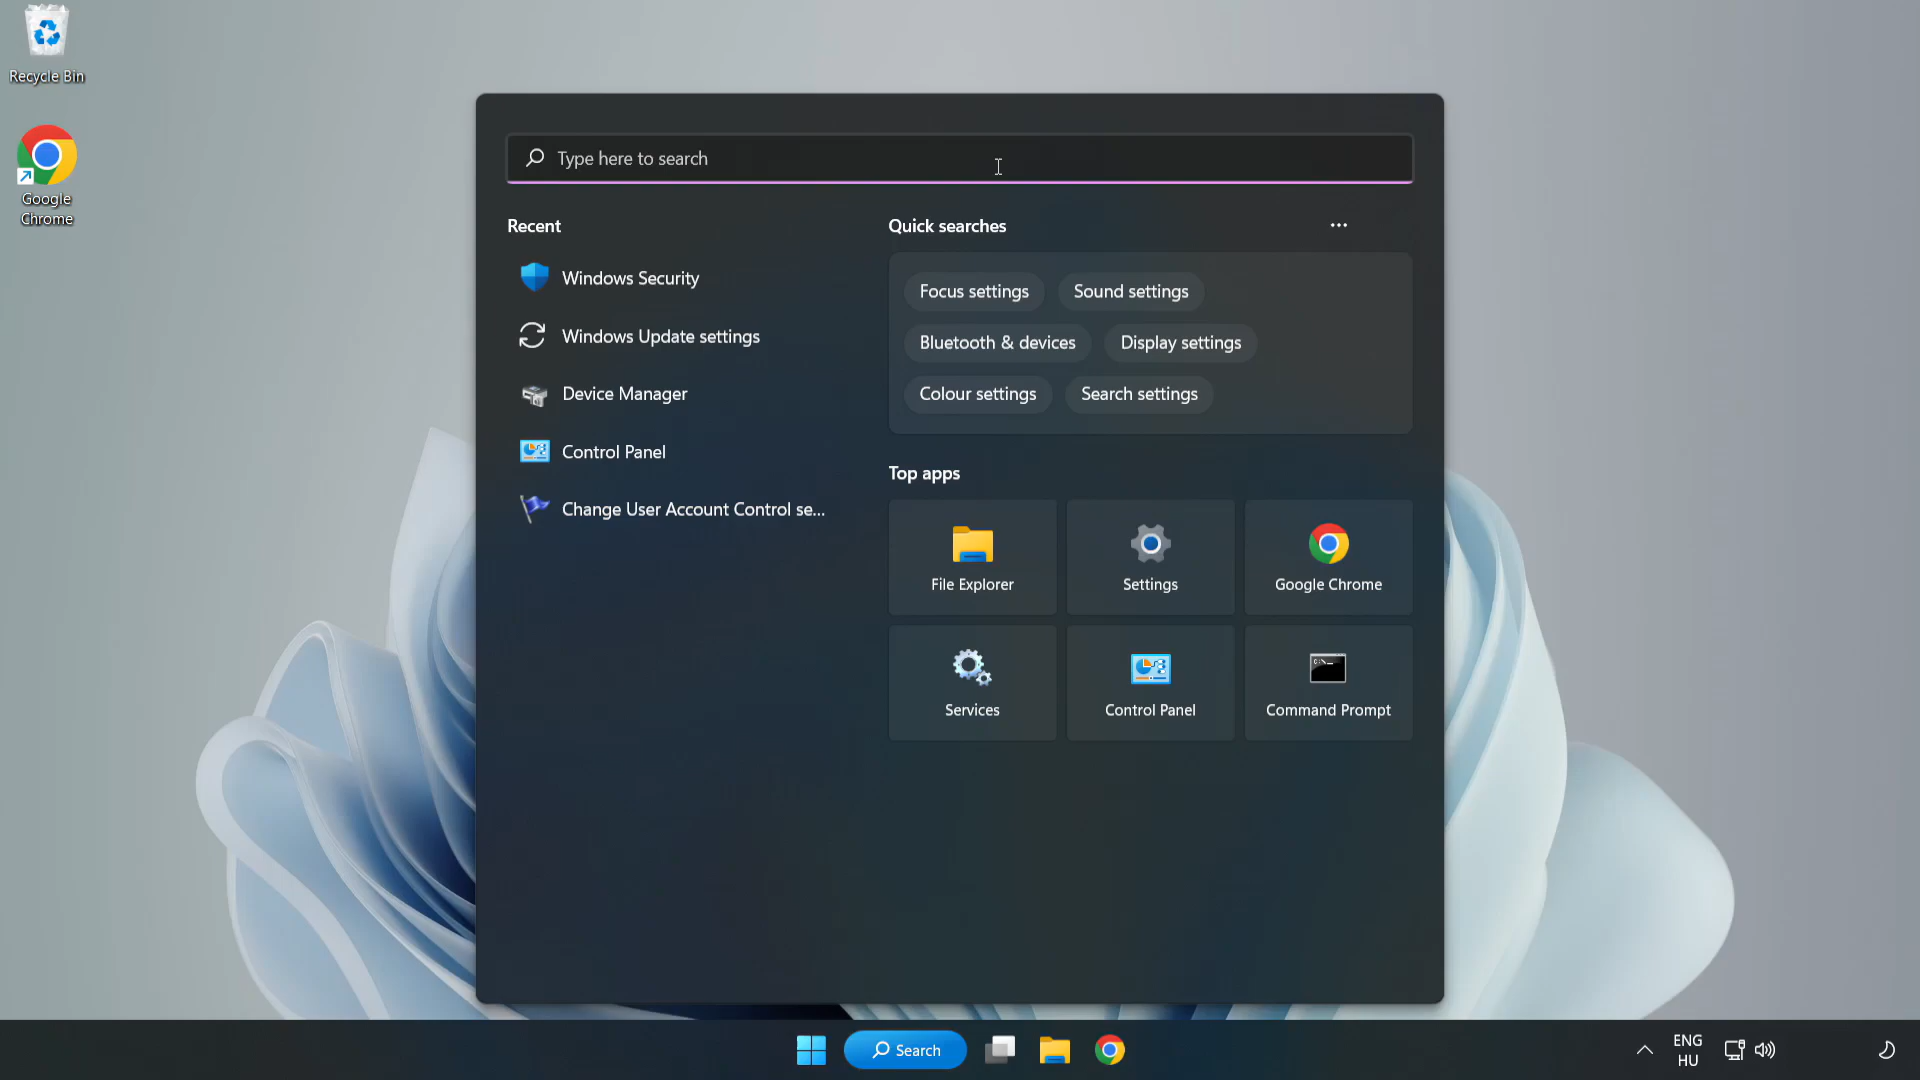 Recycle Bin
Google
Chrome
Type here to search
Recent
Windows Security
Windows Update settings
Device Manager
Control Panel
Change User Account Control se...
Quick searches
Focus settings
Sound settings
Bluetooth & devices
Display settings
Colour settings
Search settings
Top apps
File Explorer
Settings
Google Chrome
C:\._
Services
Control Panel
Command Prompt
Search
ENG
HU